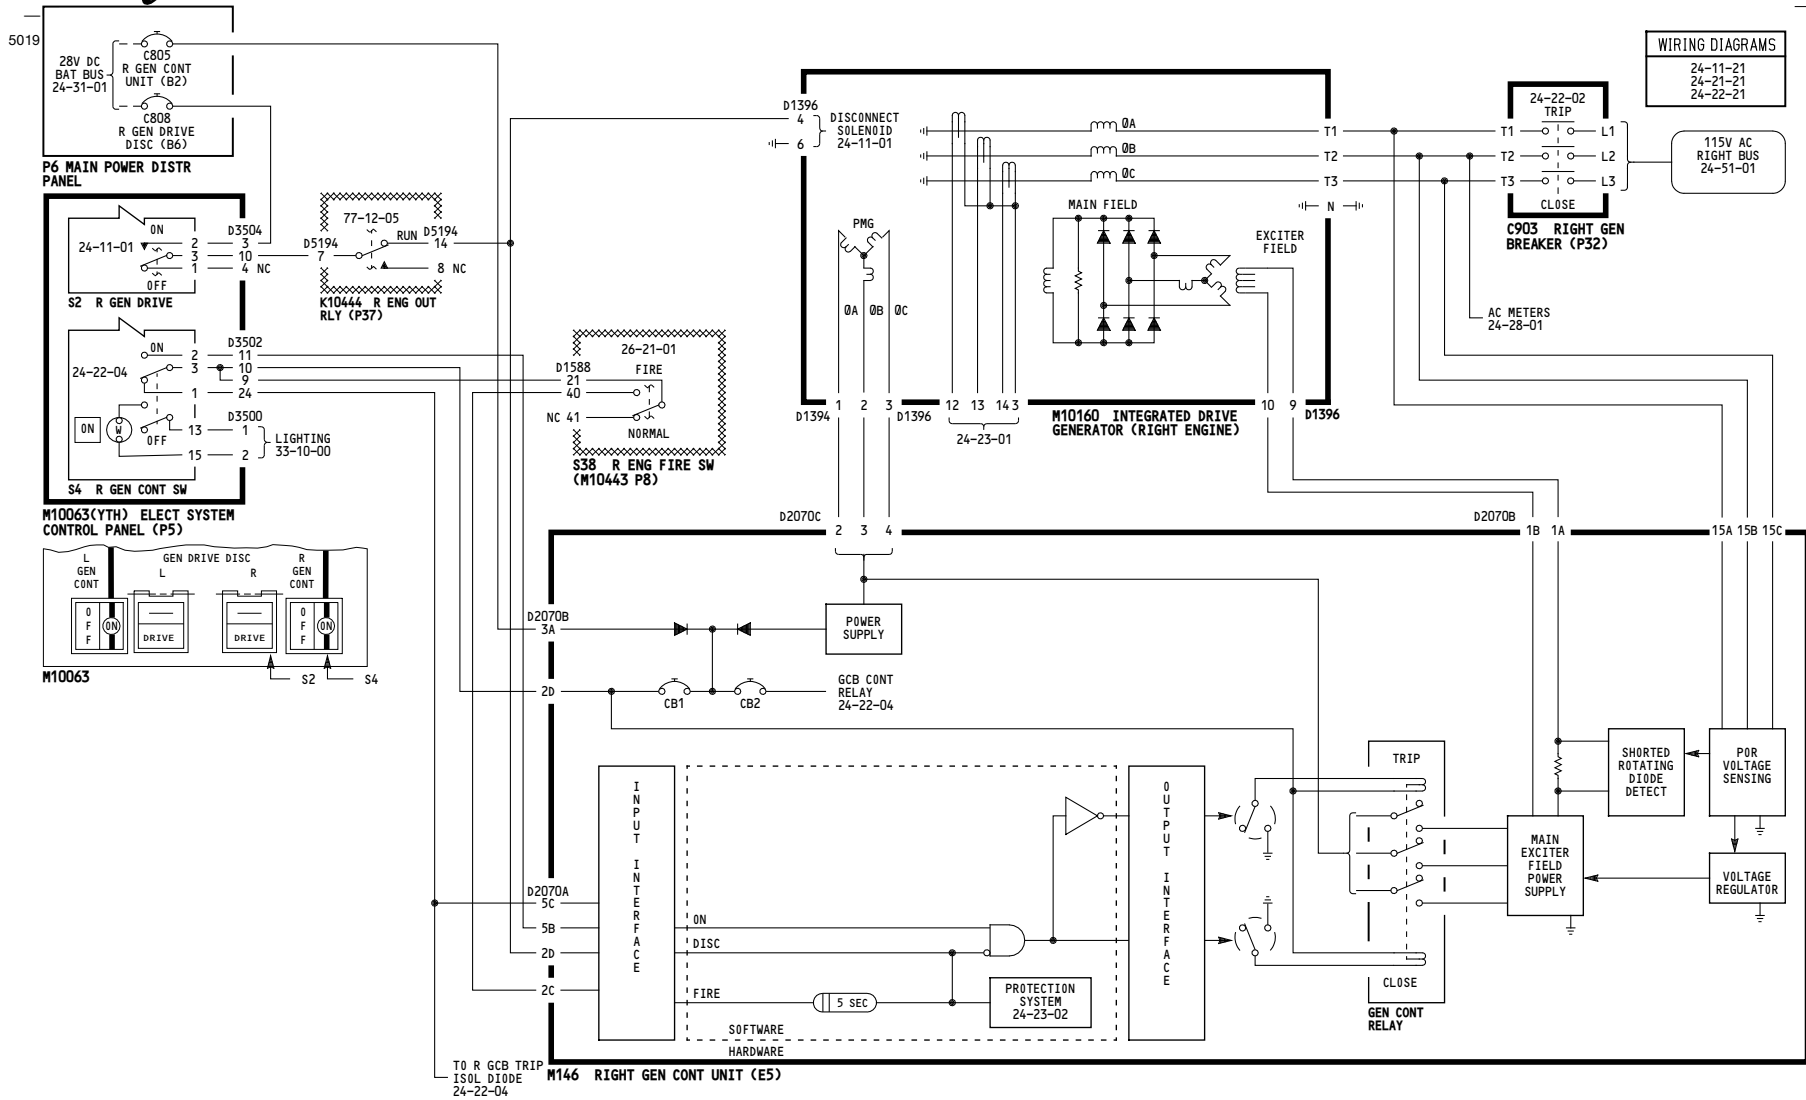 5019
28V DC
BAT BUS
24-31-01
C805
R GEN CONT
UNIT (B2)
C808
R GEN DRIVE
DISC (B6)
P6 MAIN POWER DISTR
PANEL
24-11-01
ON
OFF
2
3
1
S2 R GEN DRIVE
D3504
3
10
4 NC
D5194
7
77-12-05
RUN
D5194
14
8 NC
K10444 R ENG OUT
RLY (P37)
24-22-04
ON
2
3
1
OFF
13
15
ON
W
S4 R GEN CONT SW
D3502
11
10
9
24
D3500
1
2
LIGHTING
33-10-00
M10063(YTH) ELECT SYSTEM
CONTROL PANEL (P5)
D1588
21
40
NC 41
26-21-01
FIRE
NORMAL
S38 R ENG FIRE SW
(M10443 P8)
L
GEN
CONT
GEN DRIVE DISC
L
R
R
GEN
CONT
O
F
F
ON
DRIVE
DRIVE
O
F
F
ON
M10063
S2
S4
D1396
4
6
DISCONNECT
SOLENOID
24-11-01
ØA
ØB
ØC
T1
T2
T3
N
PMG
ØA
ØB
ØC
MAIN FIELD
EXCITER
FIELD
D1394
1
2
3
D1396
12
13
14
3
24-23-01
M10160 INTEGRATED DRIVE
GENERATOR (RIGHT ENGINE)
10
9
D1396
24-22-02
TRIP
T1
T2
T3
L1
L2
L3
CLOSE
C903 RIGHT GEN
BREAKER (P32)
AC METERS
24-28-01
WIRING DIAGRAMS
24-11-21
24-21-21
24-22-21
115V AC
RIGHT BUS
24-51-01
D2070C
2
3
4
D2070B
1B
1A
15A
15B
15C
D2070B
3A
2D
POWER
SUPPLY
CB1
CB2
GCB CONT
RELAY
24-22-04
D2070A
5C
5B
2D
2C
INPUT INTERFACE
ON
DISC
FIRE
5 SEC
PROTECTION
SYSTEM
24-23-02
SOFTWARE
HARDWARE
OUTPUT INTERFACE
TRIP
CLOSE
GEN CONT
RELAY
MAIN
EXCITER
FIELD
POWER
SUPPLY
SHORTED
ROTATING
DIODE
DETECT
POR
VOLTAGE
SENSING
VOLTAGE
REGULATOR
TO R GCB TRIP
ISOL DIODE
24-22-04
M146 RIGHT GEN CONT UNIT (E5)